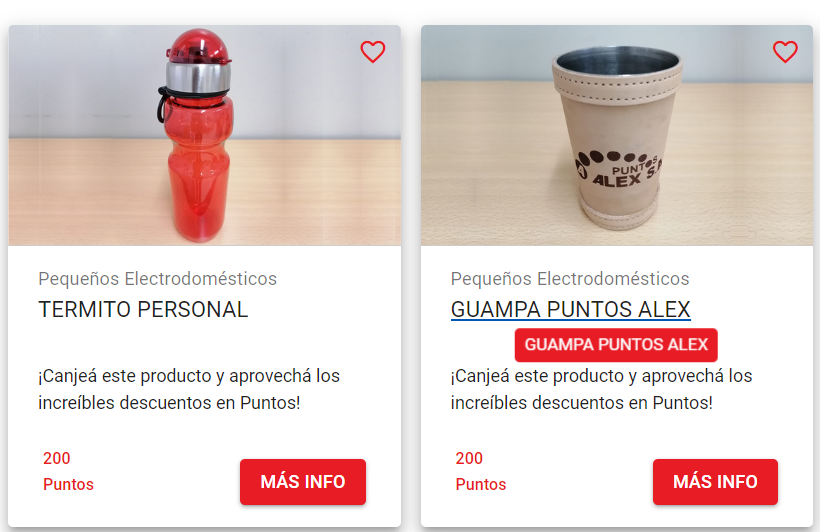 Pequeños Electrodomésticos
TERMITO PERSONAL
¡Canjeá este producto y aprovechá los
increíbles descuentos en Puntos!
200
Puntos
MÁS INFO
PUNTOS
ALEX S.A
Pequeños Electrodomésticos
GUAMPA PUNTOS ALEX
GUAMPA PUNTOS ALEX
¡Canjeá este producto y aprovechá los
increíbles descuentos en Puntos!
200
Puntos
MÁS INFO